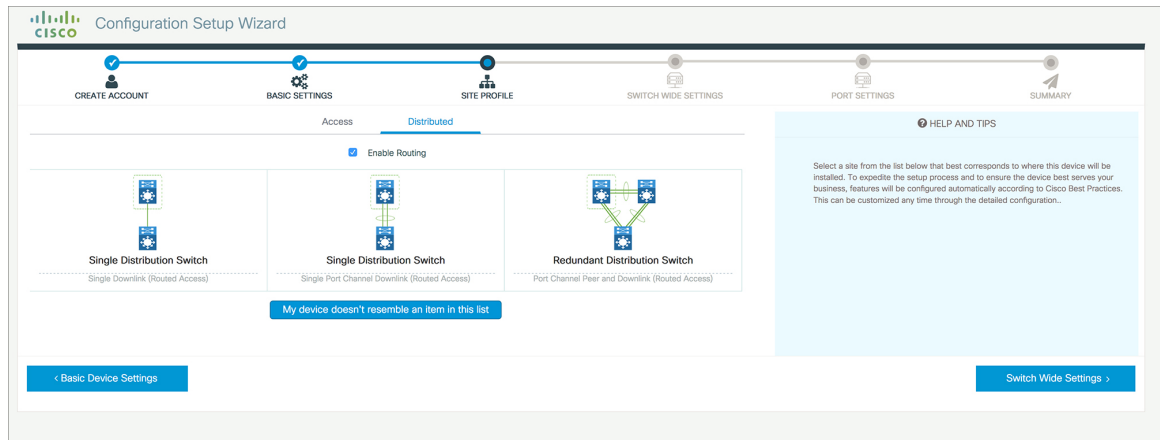 CISCO
Configuration Setup Wizard
CREATE ACCOUNT
BASIC SETTINGS
SITE PROFILE
SWITCH WIDE SETTINGS
PORT SETTINGS
SUMMARY
Access
Distributed
Enable Routing
Single Distribution Switch
Single Downlink (Routed Access)
Single Distribution Switch
Single Port Channel Downlink (Routed Access)
Redundant Distribution Switch
Port Channel Peer and Downlink (Routed Access)
My device doesn't resemble an item in this list
HELP AND TIPS
Select a site from the list below that best corresponds to where this device will be
installed. To expedite the setup process and to ensure the device best serves your
business, features will be configured automatically according to Cisco Best Practices.
This can be customized any time through the detailed configuration..
< Basic Device Settings
Switch Wide Settings >